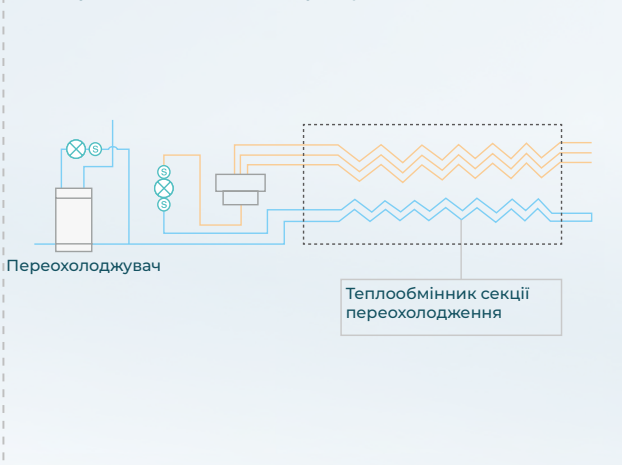 S
S
S
Переохолоджувач
Теплообмінник секції
переохолодження